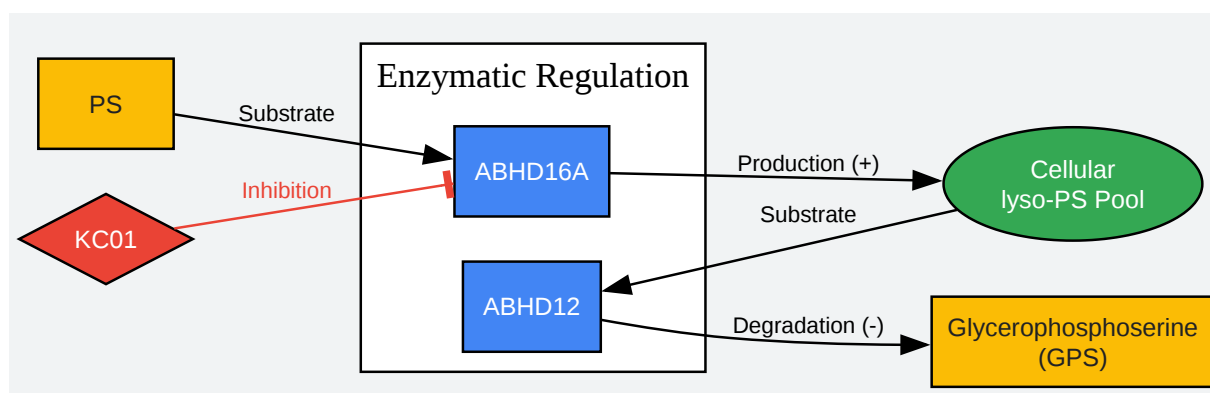 Enzymatic Regulation
PS
Substrate
ABHD16A
Production (+)
Cellular
lyso-PS Pool
Inhibition
KC01
Substrate
ABHD12
Degradation (-)
Glycerophosphoserine
(GPS)